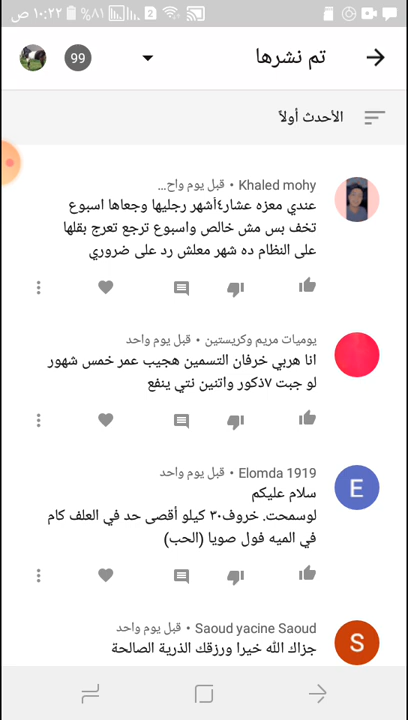 ١٠:٢٢ ص
٨١%
2
تم نشرها
99
الأحدث أولاً
Khaled mohy • قبل يوم واح...
عندي معزه عشار٤أشهر رجليها وجعاها اسبوع
تخف بس مش خالص واسبوع ترجع تعرج بقلها
على النظام ده شهر معلش رد على ضروري
يوميات مريم وكريستين • قبل يوم واحد
انا هربي خرفان التسمين هجيب عمر خمس شهور
لو جبت ٧ذكور واتنين نتي ينفع
Elomda 1919 • قبل يوم واحد
سلام عليكم
لوسمحت. خروف٣٠ كيلو أقصى حد في العلف كام
في الميه فول صويا (الحب)
E
Saoud yacine Saoud • قبل يوم واحد
جزاك الله خيرا ورزقك الذرية الصالحة
S